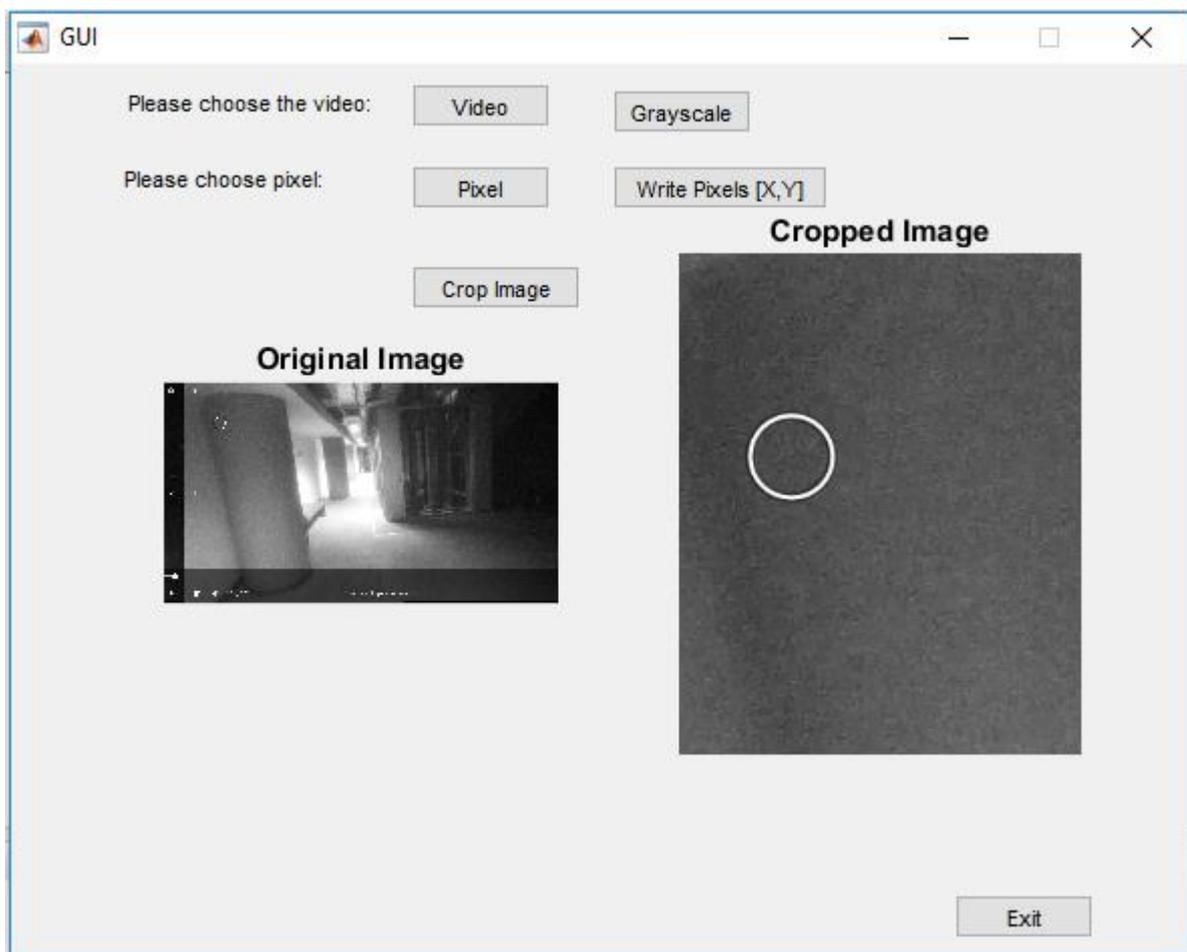 GUI
Please choose the video:
Video
Grayscale
Please choose pixel:
Pixel
Write Pixels [X,Y]
Cropped Image
Crop Image
Original Image
Exit